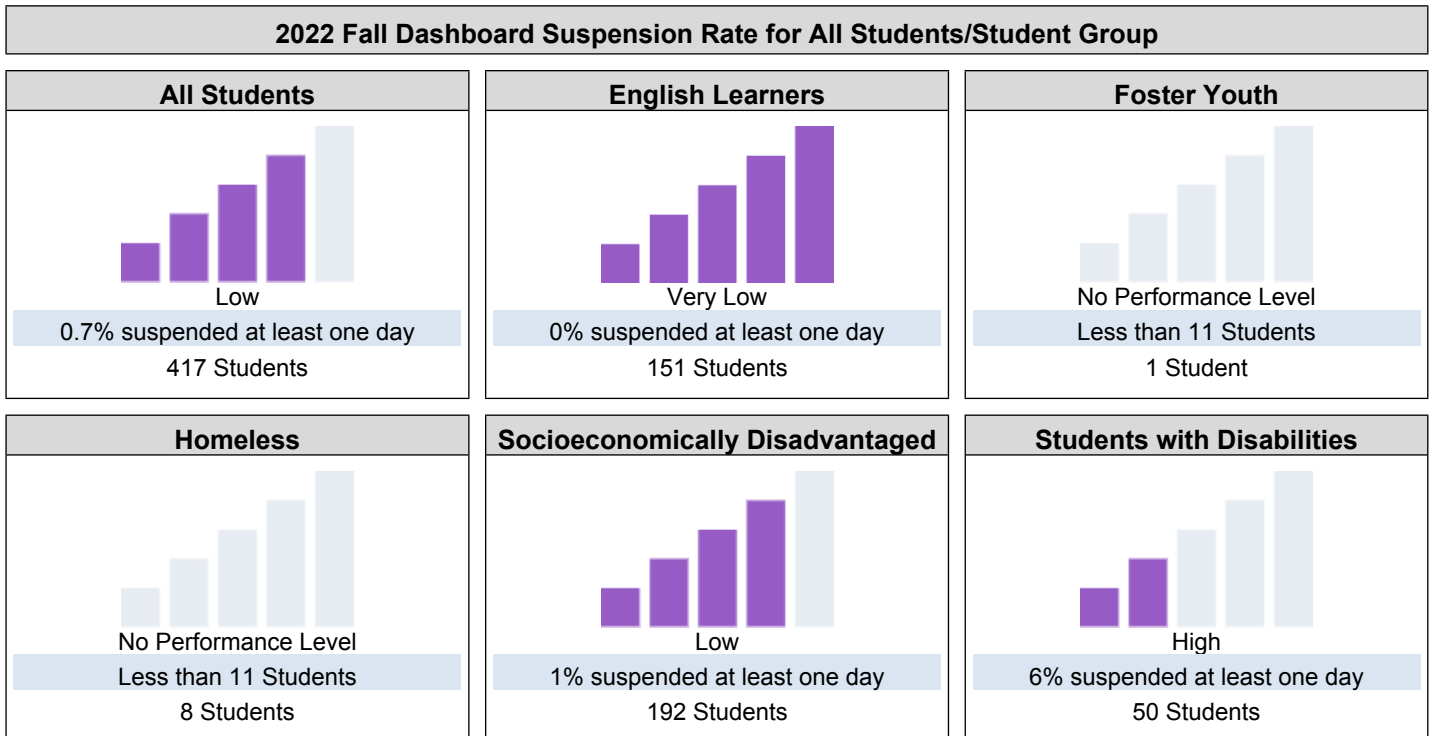 2022 Fall Dashboard Suspension Rate for All Students/Student Group
All Students
Low
0.7% suspended at least one day
417 Students
English Learners
Very Low
0% suspended at least one day
151 Students
Foster Youth
No Performance Level
Less than 11 Students
1 Student
Homeless
No Performance Level
Less than 11 Students
8 Students
Socioeconomically Disadvantaged
Low
1% suspended at least one day
192 Students
Students with Disabilities
High
6% suspended at least one day
50 Students